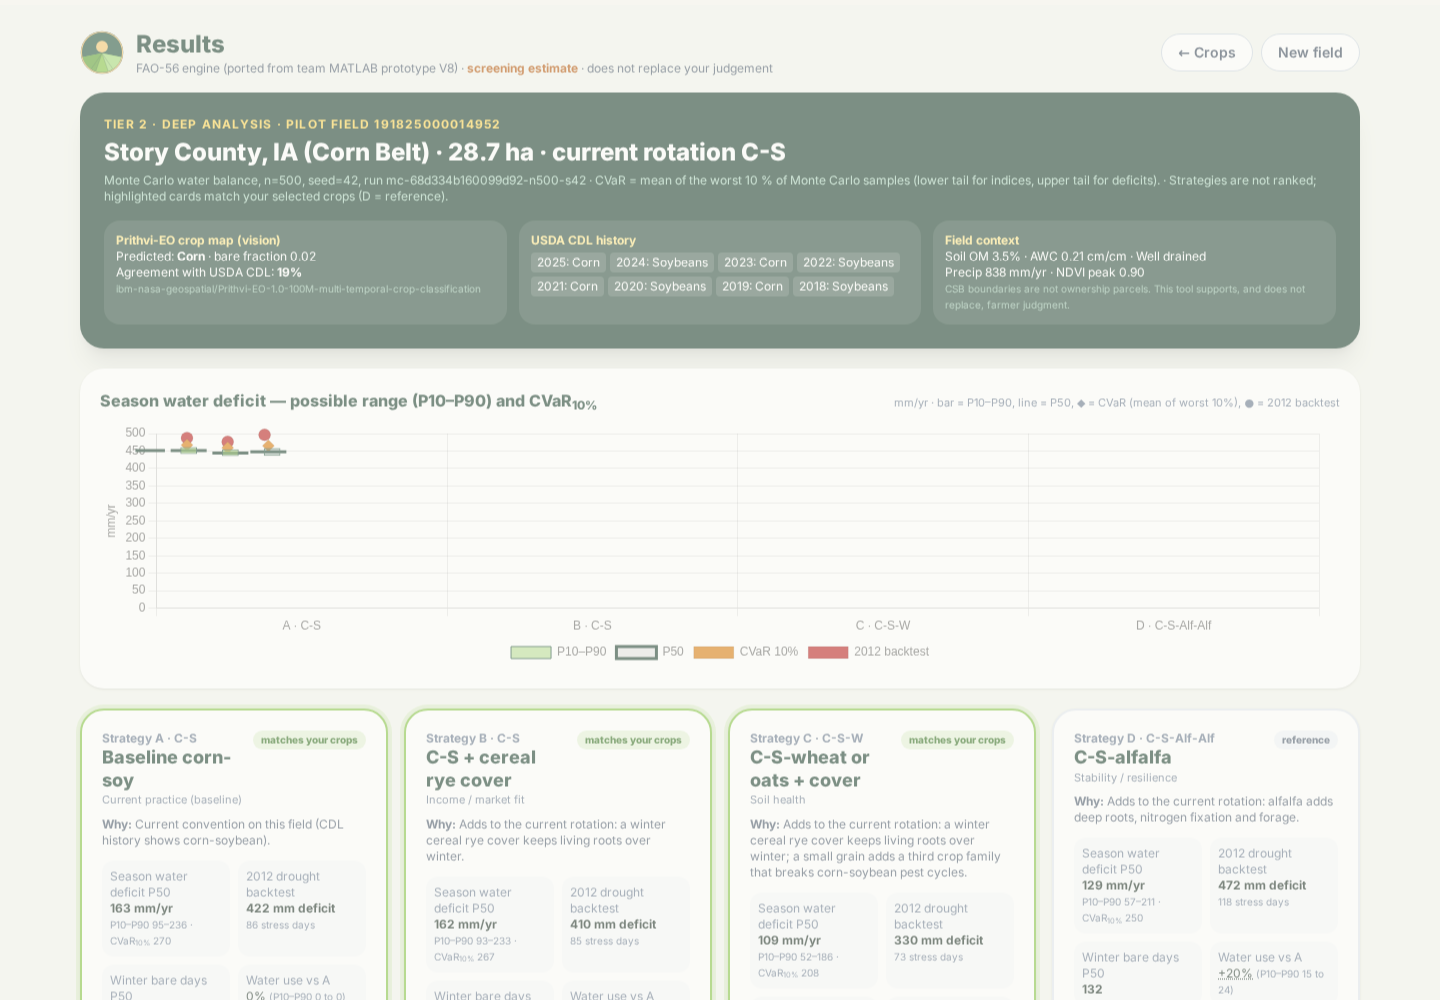 Results
FAO-56 engine (ported from team MATLAB prototype V8) · screening estimate · does not replace your judgement
← Crops
New field
TIER 2 · DEEP ANALYSIS · PILOT FIELD 191825000014952
Story County, IA (Corn Belt) · 28.7 ha · current rotation C-S
Monte Carlo water balance, n=500, seed=42, run mc-68d334b160099d92-n500-s42 · CVaR = mean of the worst 10 % of Monte Carlo samples (lower tail for indices, upper tail for deficits). · Strategies are not ranked;
highlighted cards match your selected crops (D = reference).
Prithvi-EO crop map (vision)
Predicted: Corn · bare fraction 0.02
Agreement with USDA CDL: 19%
ibm-nasa-geospatial/Prithvi-EO-1.0-100M-multi-temporal-crop-classification
USDA CDL history
2025: Corn 2024: Soybeans 2023: Corn 2022: Soybeans
2021: Corn 2020: Soybeans 2019: Corn 2018: Soybeans
Field context
Soil OM 3.5% · AWC 0.21 cm/cm · Well drained
Precip 838 mm/yr · NDVI peak 0.90
CSB boundaries are not ownership parcels. This tool supports, and does not
replace, farmer judgment.
Season water deficit — possible range (P10–P90) and CVaR10%
mm/yr · bar = P10–P90, line = P50, ◆ = CVaR (mean of worst 10%), ● = 2012 backtest
500
450
400
350
300
250
200
150
100
50
0
mm/yr
A · C-S
B · C-S
C · C-S-W
D · C-S-Alf-Alf
P10–P90 P50 CVaR 10% 2012 backtest
Strategy A · C-S
matches your crops
Baseline corn-
soy
Current practice (baseline)
Why: Current convention on this field (CDL
history shows corn-soybean).
Season water
deficit P50
163 mm/yr
P10–P90 95–236 ·
CVaR10% 270
2012 drought
backtest
422 mm deficit
86 stress days
Winter bare days
P50
Water use vs A
0% (P10–P90 0 to 0)
Strategy B · C-S
matches your crops
C-S + cereal
rye cover
Income / market fit
Why: Adds to the current rotation: a winter
cereal rye cover keeps living roots over
winter.
Season water
deficit P50
162 mm/yr
P10–P90 93–233 ·
CVaR10% 267
2012 drought
backtest
410 mm deficit
85 stress days
Winter bare days
Water use vs A
Strategy C · C-S-W
matches your crops
C-S-wheat or
oats + cover
Soil health
Why: Adds to the current rotation: a winter
cereal rye cover keeps living roots over
winter; a small grain adds a third crop family
that breaks corn-soybean pest cycles.
Season water
deficit P50
109 mm/yr
P10–P90 52–186 ·
CVaR10% 208
2012 drought
backtest
330 mm deficit
73 stress days
Strategy D · C-S-Alf-Alf
reference
C-S-alfalfa
Stability / resilience
Why: Adds to the current rotation: alfalfa adds
deep roots, nitrogen fixation and forage.
Season water
deficit P50
129 mm/yr
P10–P90 57–211 ·
CVaR10% 250
2012 drought
backtest
472 mm deficit
118 stress days
Winter bare days
P50
132
Water use vs A
+20% (P10–P90 15 to
24)